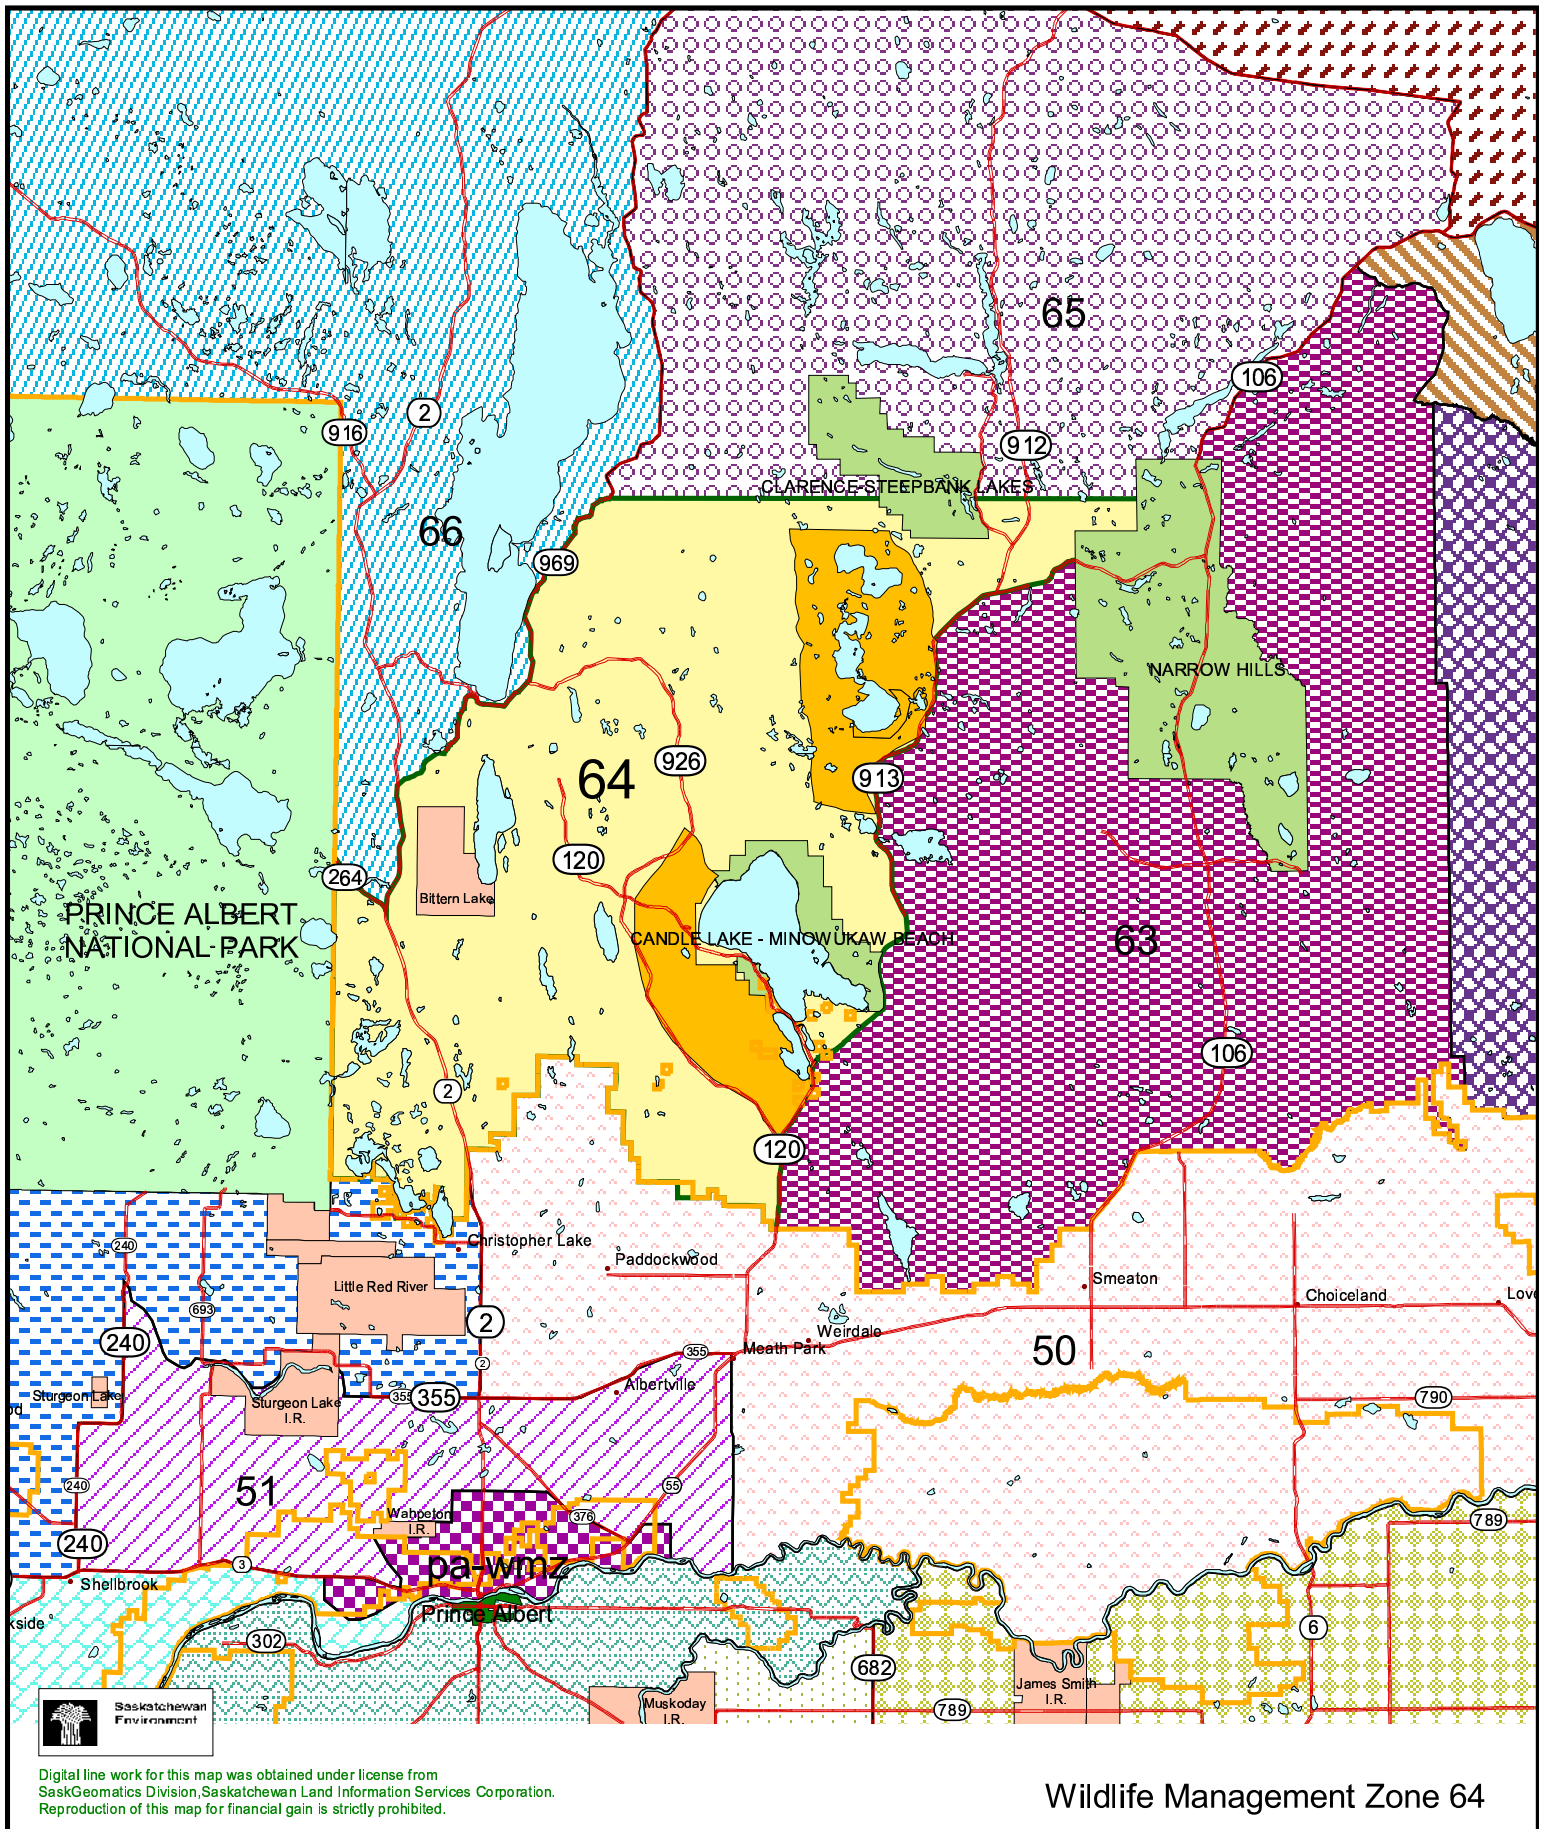 65
106
2
916
912
CLARENCE-STEEPBANK LAKES
66
969
NARROW HILLS
64
926
913
120
264
Bittern Lake
PRINCE ALBERT
NATIONAL PARK
CANDLE LAKE - MINOWUKAW BEACH
63
106
2
120
Christopher Lake
240
Paddockwood
Little Red River
Smeaton
Choiceland
Love
693
2
240
Weirdale
Meath Park
50
355
2
Albertville
Sturgeon Lake
355
355
790
Sturgeon Lake
I.R.
od
51
240
55
Wahpeton
I.R.
376
789
240
3
pa-wmz
Shellbrook
Prince Albert
kside
302
6
682
James Smith
I.R.
Muskoday
I.R.
789
Saskatchewan
Environment
Digital line work for this map was obtained under license from
SaskGeomatics Division,Saskatchewan Land Information Services Corporation.
Reproduction of this map for financial gain is strictly prohibited.
Wildlife Management Zone 64